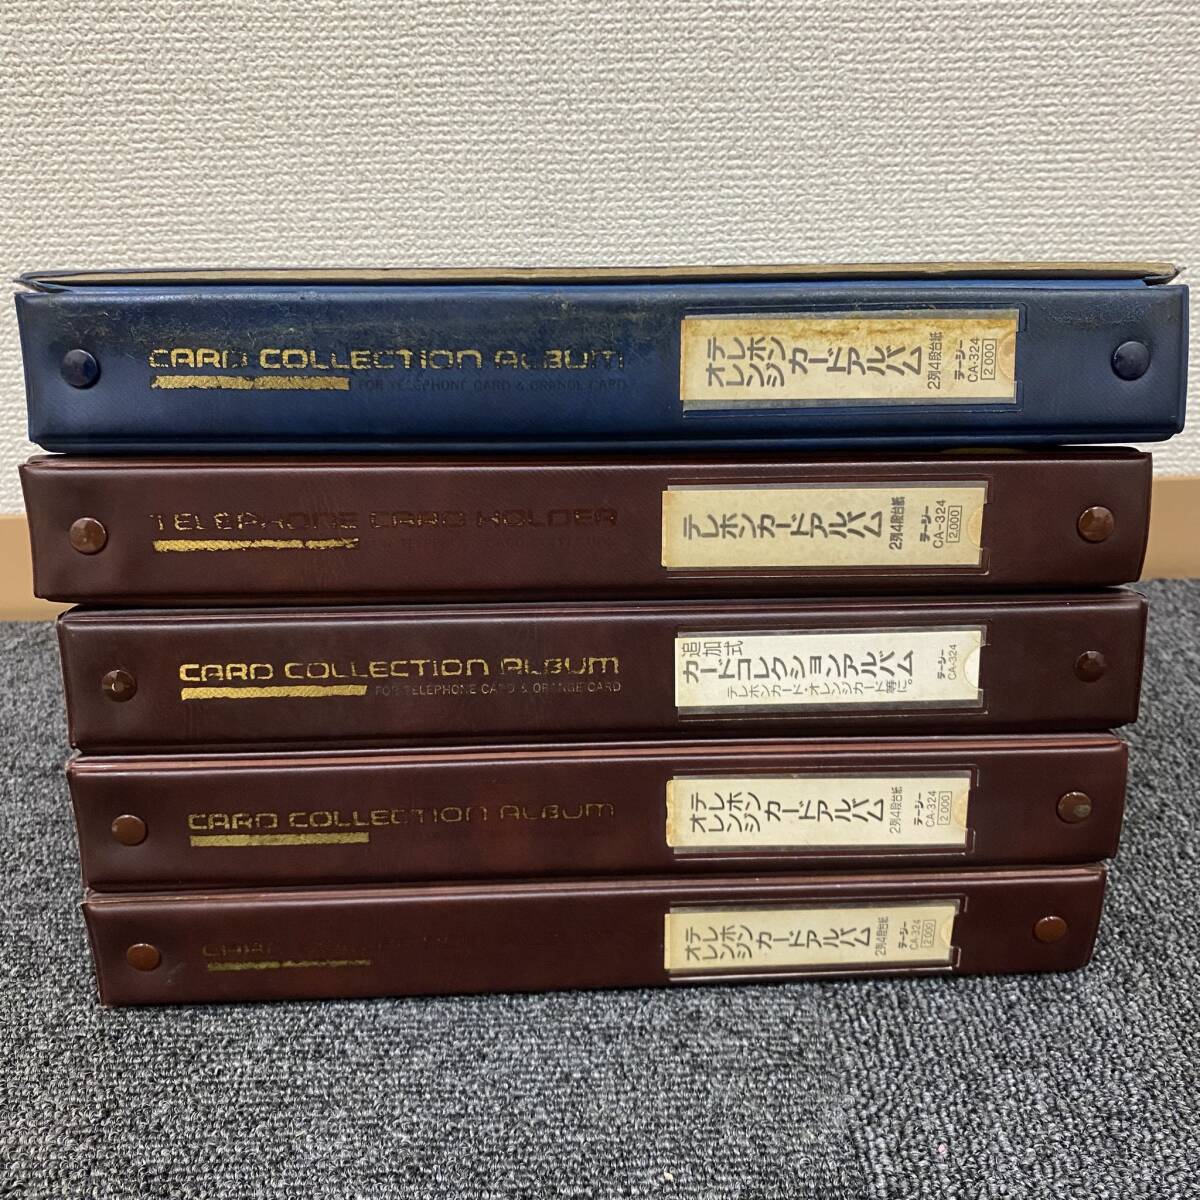 CARD COLLECTION ALBUM
FOR TELEPHONE CARD & ORANGE CARD
テレホン
オレンジ
カードアルバム
2列4段台紙
テージー
CA-324
2,000
TELEPHONE CARD HOLDER
テレホンカードアルバム
2列4段台紙
テージー
CA-324
2,000
CARD COLLECTION ALBUM
FOR TELEPHONE CARD & ORANGE CARD
追加式
カードコレクションアルバム
テレホンカード・オレンジカード等に。
テージー
CA-324
CARD COLLECTION ALBUM
テレホン
オレンジ
カードアルバム
2列4段台紙
テージー
CA-324
2,000
CARD
テレホン
オレンジ
カードアルバム
2列4段台紙
テージー
CA-324
2,000